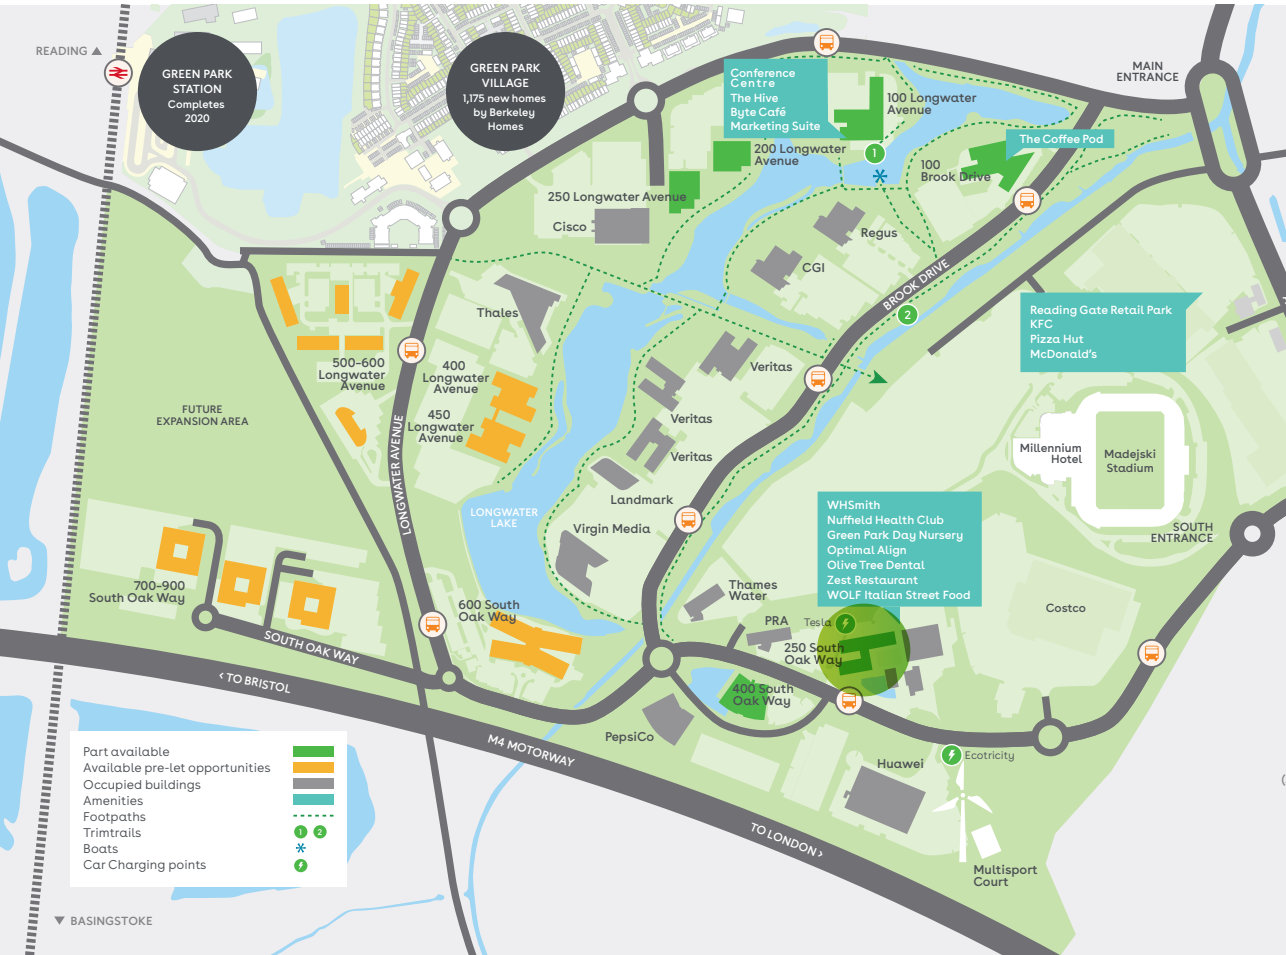 READING ▲
GREEN PARK
STATION
Completes
2020
GREEN PARK
VILLAGE
1,175 new homes
by Berkeley
Homes
MAIN
ENTRANCE
Conference
Centre
The Hive
Byte Café
Marketing Suite
100 Longwater
Avenue
The Coffee Pod
1
200 Longwater
Avenue
100
Brook Drive
250 Longwater Avenue
Cisco
Regus
CGI
BROOK DRIVE
2
Thales
Reading Gate Retail Park
KFC
Pizza Hut
McDonald's
500-600
Longwater
Avenue
400
Longwater
Avenue
450
Longwater
Avenue
Veritas
Veritas
Veritas
FUTURE
EXPANSION AREA
LONGWATER AVENUE
Millennium
Hotel
Madejski
Stadium
Landmark
LONGWATER
LAKE
Virgin Media
SOUTH
ENTRANCE
WHSmith
Nuffield Health Club
Green Park Day Nursery
Optimal Align
Olive Tree Dental
Zest Restaurant
WOLF Italian Street Food
700-900
South Oak Way
600 South
Oak Way
Thames
Water
PRA
Tesla
Costco
250 South
Oak Way
SOUTH OAK WAY
‹ TO BRISTOL
400 South
Oak Way
PepsiCo
M4 MOTORWAY
Huawei
Ecotricity
TO LONDON ›
Multisport
Court
Part available
Available pre-let opportunities
Occupied buildings
Amenities
Footpaths
Trimtrails
1 2
Boats
Car Charging points
▼ BASINGSTOKE
(